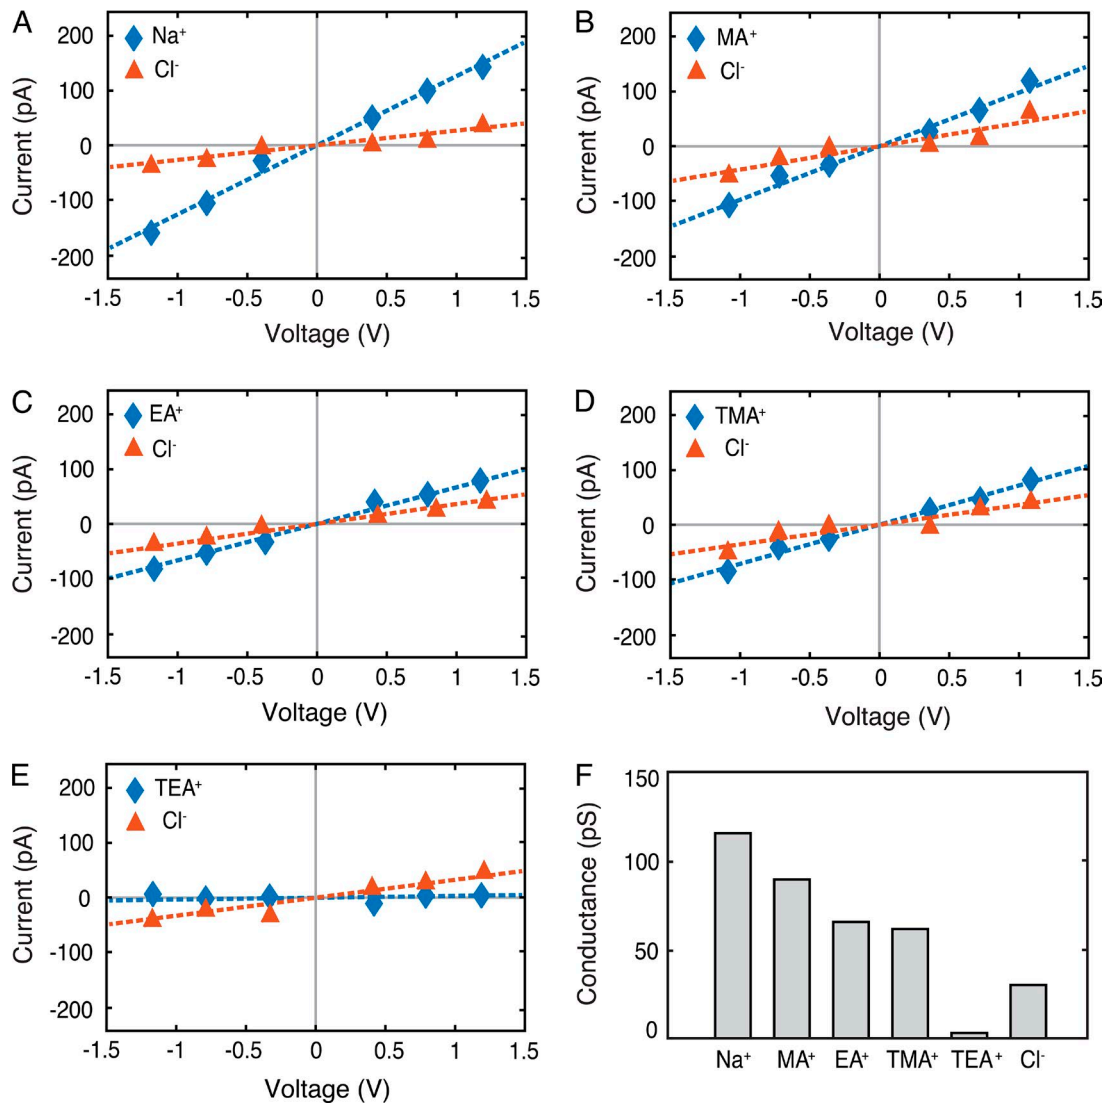 A
Na⁺
Cl⁻
200
100
0
-100
-200
-1.5 -1 -0.5 0 0.5 1 1.5
Current (pA)
Voltage (V)
B
MA⁺
Cl⁻
200
100
0
-100
-200
-1.5 -1 -0.5 0 0.5 1 1.5
Current (pA)
Voltage (V)
C
EA⁺
Cl⁻
200
100
0
-100
-200
-1.5 -1 -0.5 0 0.5 1 1.5
Current (pA)
Voltage (V)
D
TMA⁺
Cl⁻
200
100
0
-100
-200
-1.5 -1 -0.5 0 0.5 1 1.5
Current (pA)
Voltage (V)
E
TEA⁺
Cl⁻
200
100
0
-100
-200
-1.5 -1 -0.5 0 0.5 1 1.5
Current (pA)
Voltage (V)
F
150
100
50
0
Conductance (pS)
Na⁺ MA⁺ EA⁺ TMA⁺ TEA⁺ Cl⁻